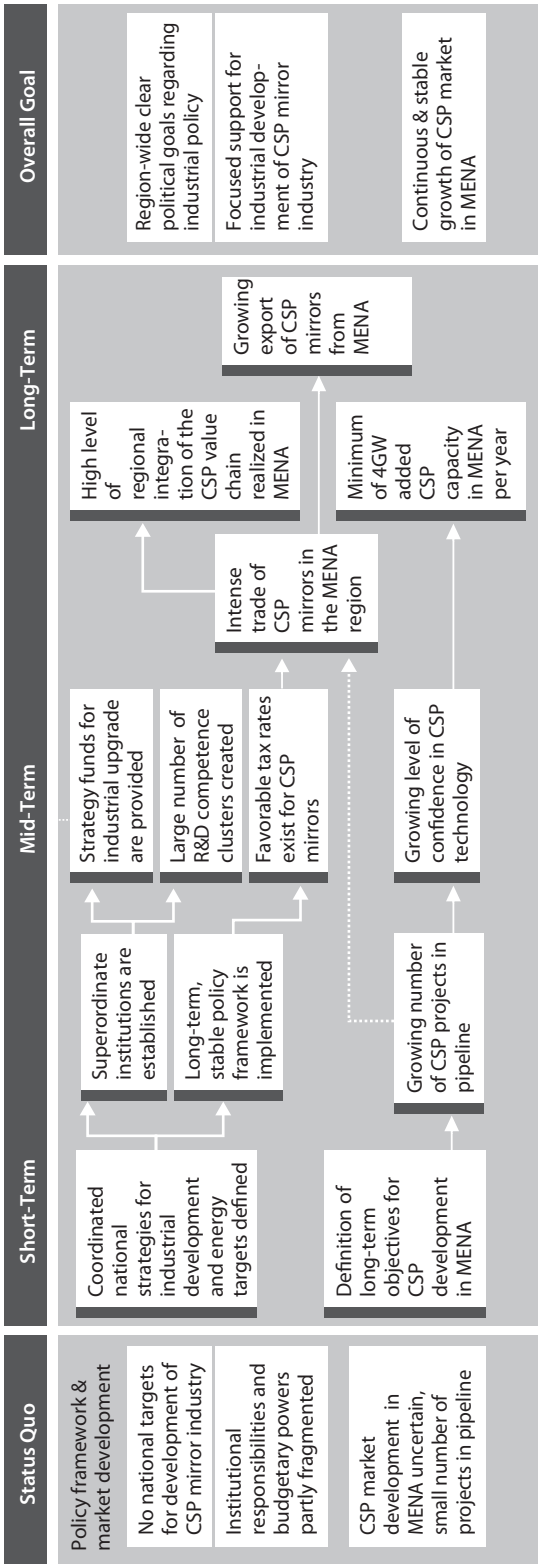 Status Quo
Short-Term
Mid-Term
Long-Term
Overall Goal
Policy framework &
market development
No national targets
for development of
CSP mirror industry
Institutional
responsibilities and
budgetary powers
partly fragmented
CSP market
development in
MENA uncertain,
small number of
projects in pipeline
Coordinated
national
strategies for
industrial
development
and energy
targets defined
Definition of
long-term
objectives for
CSP
development
in MENA
Superordinate
institutions are
established
Long-term,
stable policy
framework is
implemented
Growing number
of CSP projects in
pipeline
Strategy funds for
industrial upgrade
are provided
Large number of
R&D competence
clusters created
Favorable tax rates
exist for CSP
mirrors
Growing level of
confidence in CSP
technology
Intense
trade of
CSP
mirrors in
the MENA
region
High level
of
regional
integra-
tion of the
CSP value
chain
realized in
MENA
Minimum
of 4GW
added
CSP
capacity
in MENA
per year
Growing
export
of CSP
mirrors
from
MENA
Region-wide clear
political goals regarding
industrial policy
Focused support for
industrial develop-
ment of CSP mirror
industry
Continuous & stable
growth of CSP market
in MENA